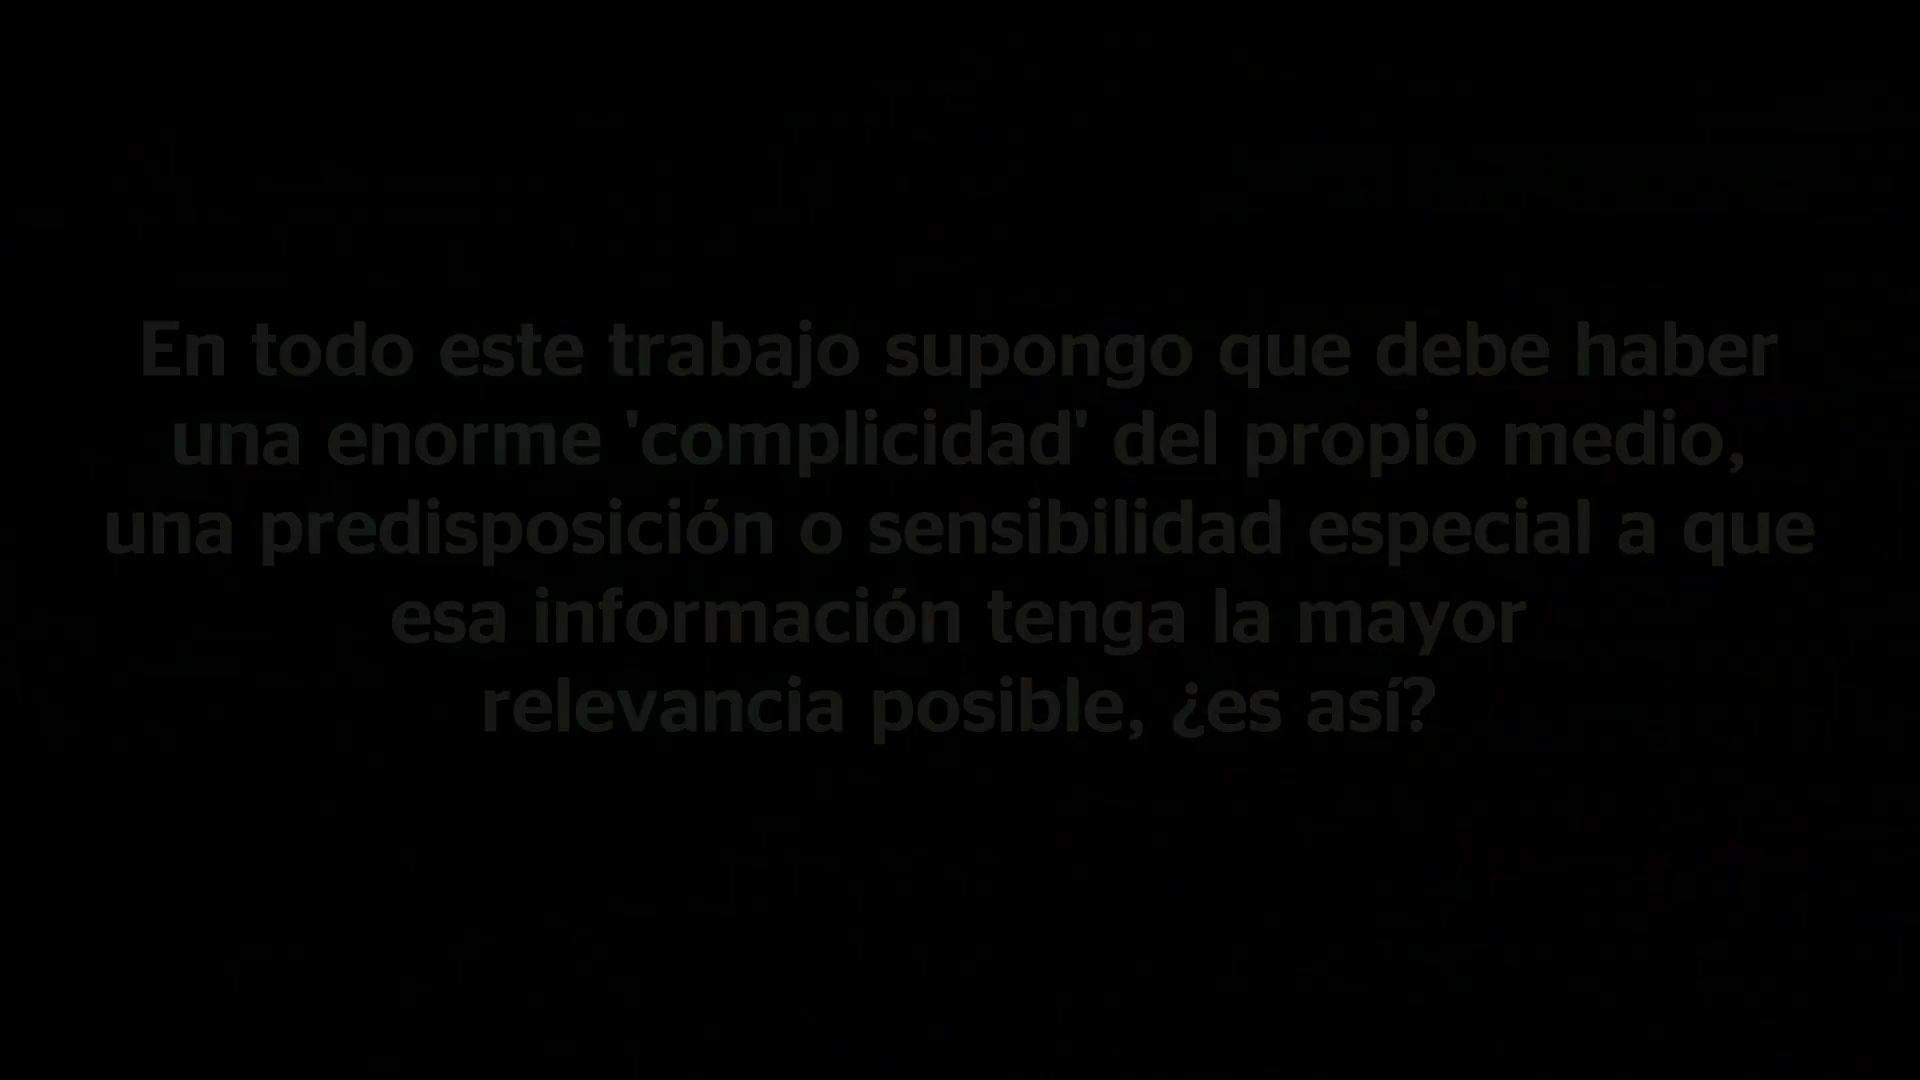 En todo este trabajo supongo que debe haber
una enorme 'complicidad' del propio medio,
una predisposición o sensibilidad especial a que
esa información tenga la mayor
relevancia posible, ¿es así?